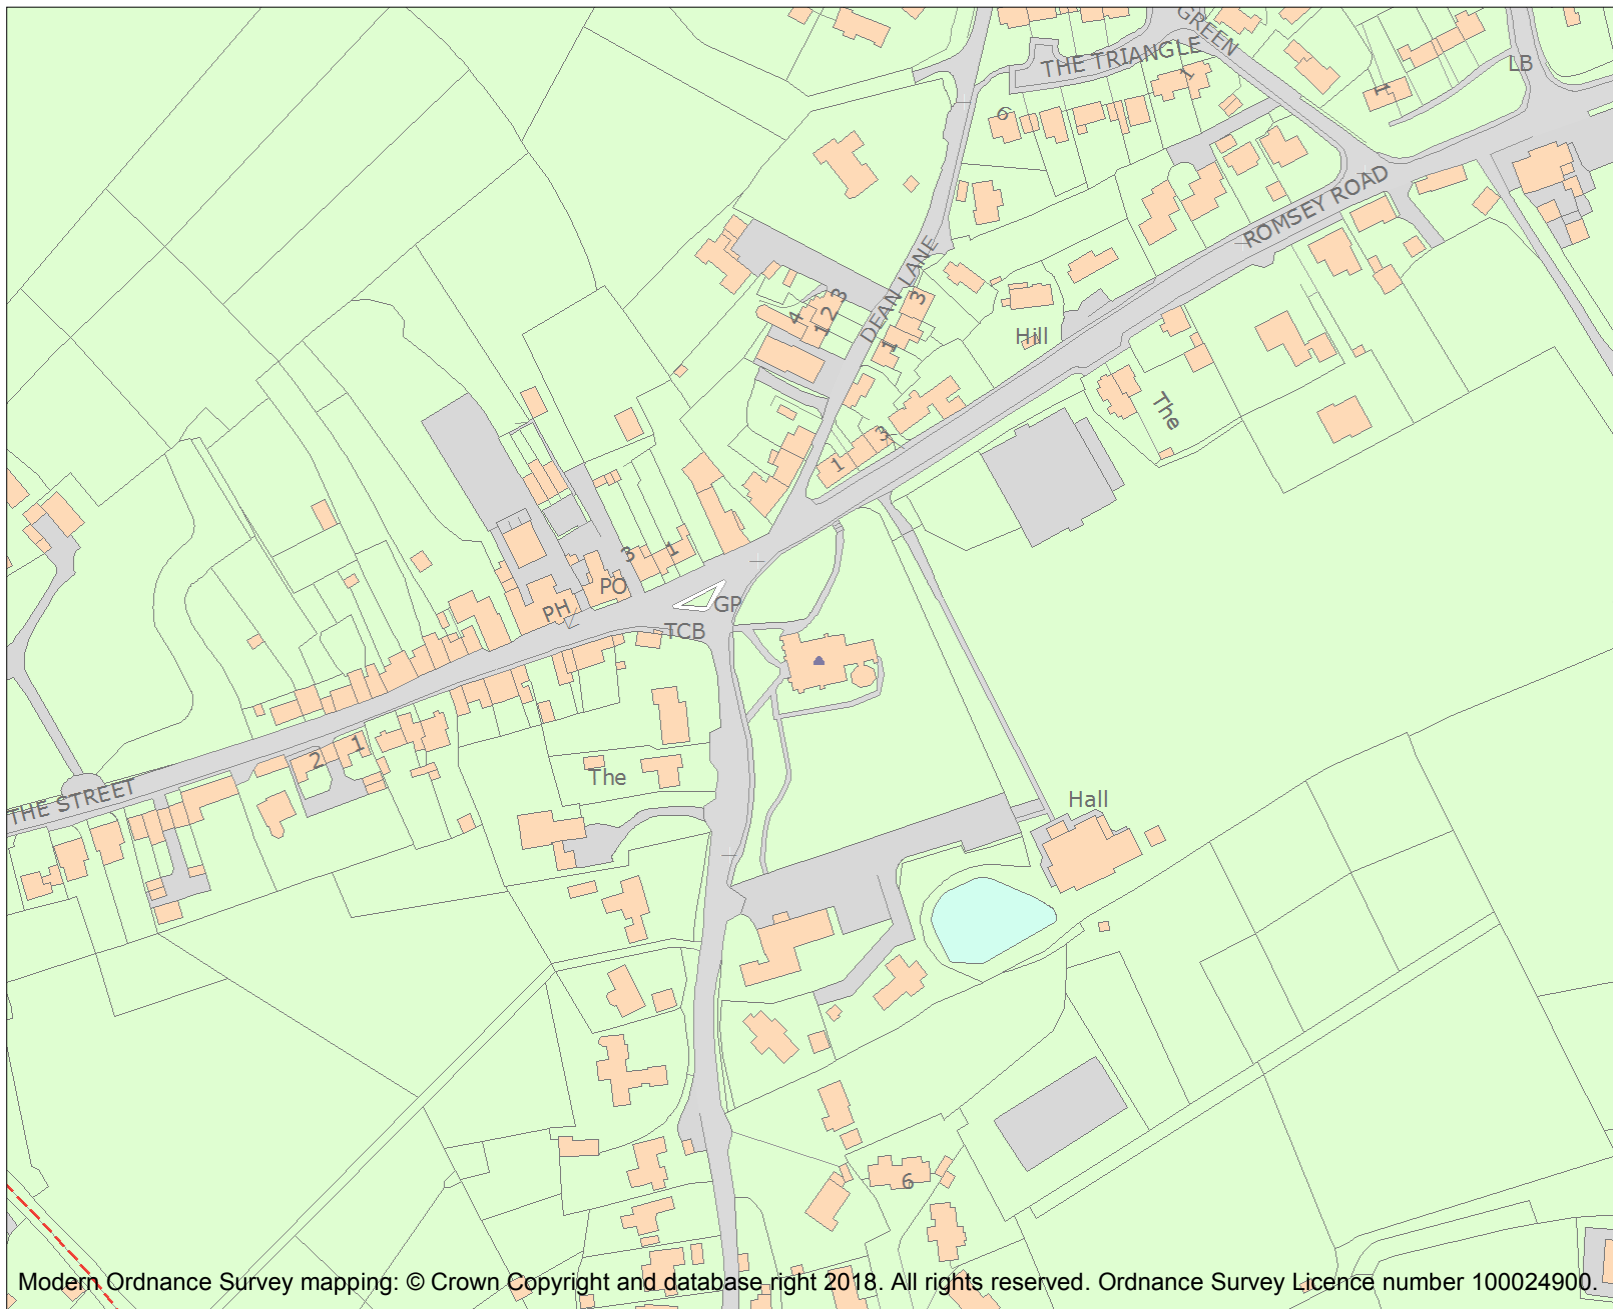 GREEN
THE TRIANGLE
1
1
LB
6
ROMSEY ROAD
DEAN LANE
3
2
1
4
3
1
Hill
The
3
1
3
1
PO
PH
GP
TCB
2
1
The
THE STREET
Hall
6
Modern Ordnance Survey mapping: © Crown Copyright and database right 2018. All rights reserved. Ordnance Survey Licence number 100024900.